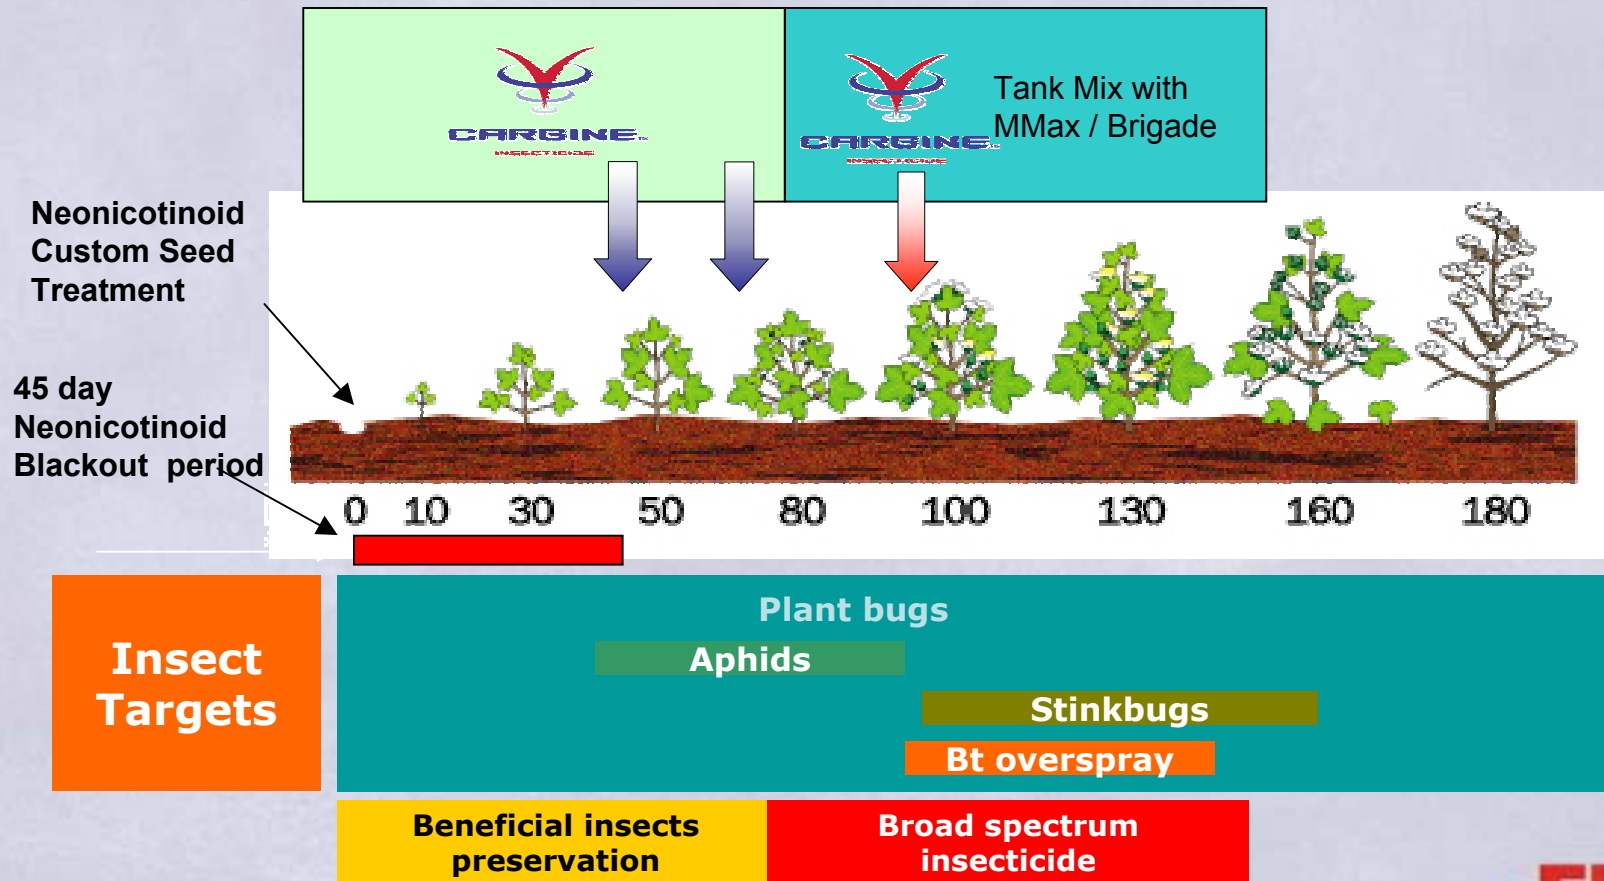 CARBINE
INSECTICIDE
CARBINE
INSECTICIDE
Tank Mix with
MMax / Brigade
Neonicotinoid
Custom Seed
Treatment
45 day
Neonicotinoid
Blackout period
0 10 30 50 80 100 130 160 180
Insect
Targets
Plant bugs
Aphids
Stinkbugs
Bt overspray
Beneficial insects
preservation
Broad spectrum
insecticide